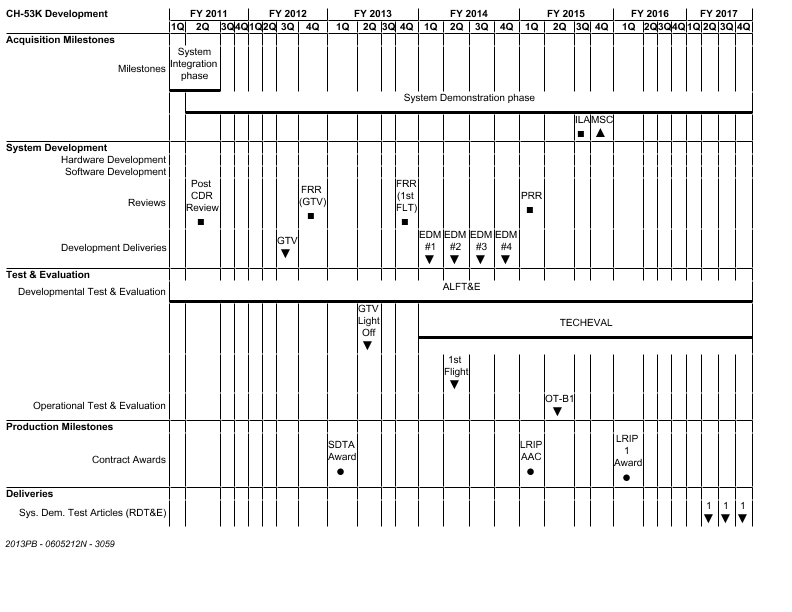 CH-53K Development FY 2011 FY 2012 FY 2013 FY 2014 FY 2015 FY 2016 FY 2017
1Q 2Q 3Q 4Q 1Q 2Q 3Q 4Q 1Q 2Q 3Q 4Q 1Q 2Q 3Q 4Q 1Q 2Q 3Q 4Q 1Q 2Q 3Q 4Q 1Q 2Q 3Q 4Q
Acquisition Milestones
Milestones
System
Integration
phase
System Demonstration phase
ILA MSC
System Development
Hardware Development
Software Development
Reviews
Post
CDR
Review
FRR
(GTV)
FRR
(1st
FLT)
PRR
Development Deliveries
GTV
EDM
#1
EDM
#2
EDM
#3
EDM
#4
Test & Evaluation
Developmental Test & Evaluation
ALFT&E
GTV
Light
Off
TECHEVAL
1st
Flight
Operational Test & Evaluation
OT-B1
Production Milestones
Contract Awards
SDTA
Award
LRIP
AAC
LRIP
1
Award
Deliveries
Sys. Dem. Test Articles (RDT&E)
1 1 1
2013PB - 0605212N - 3059